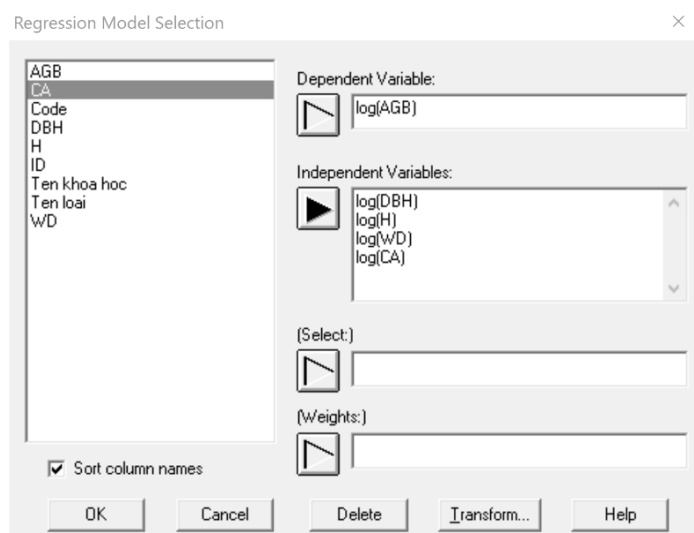 Regression Model Selection
AGB
CA
Code
DBH
H
ID
Ten khoa hoc
Ten loai
WD
Sort column names
Dependent Variable:
log(AGB)
Independent Variables:
log(DBH)
log(H)
log(WD)
log(CA)
(Select:)
(Weights:)
OK
Cancel
Delete
Transform...
Help